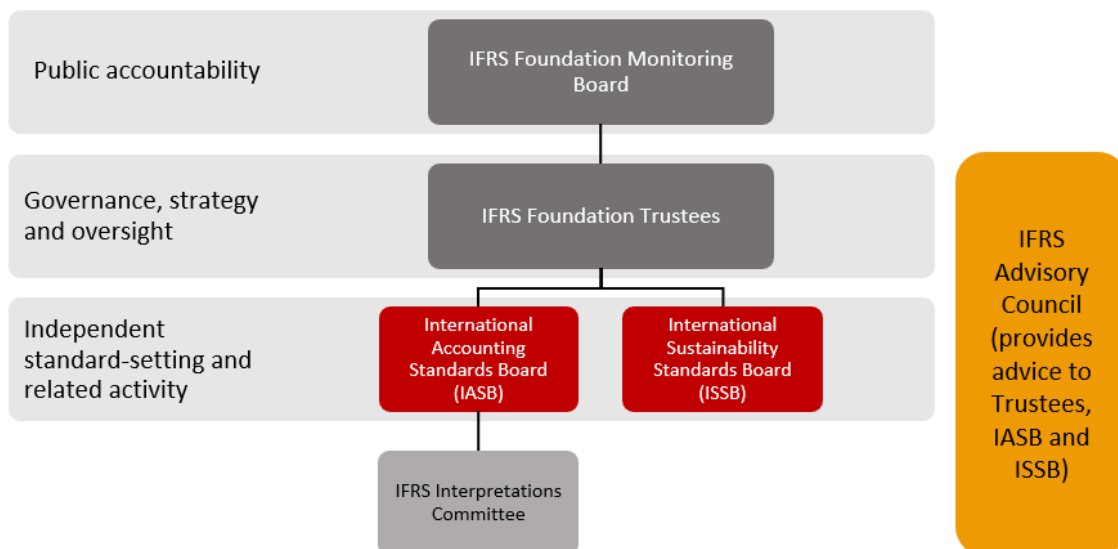 Public accountability
IFRS Foundation Monitoring
Board
Governance, strategy
and oversight
IFRS Foundation Trustees
Independent
standard-setting and
related activity
International
Accounting
Standards Board
(IASB)
International
Sustainability
Standards Board
(ISSB)
IFRS Interpretations
Committee
IFRS
Advisory
Council
(provides
advice to
Trustees,
IASB and
ISSB)